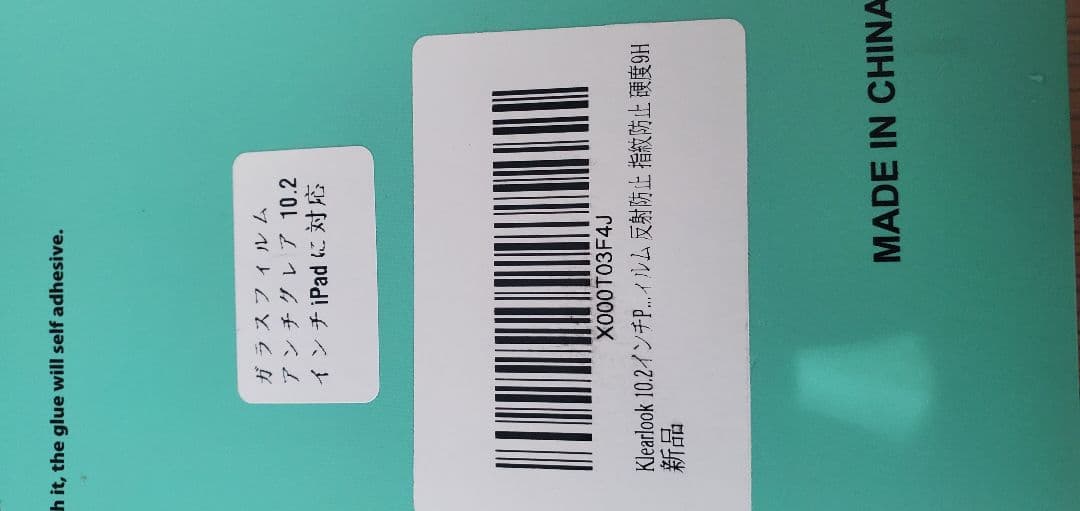 h it, the glue will self adhesive.
ガラスフィルム
アンチグレア 10.2
インチ iPad に対応
X000T03F4J
Klearlook 10.2インチP...ィルム 反射防止 指紋防止 硬度9H
新品
MADE IN CHINA